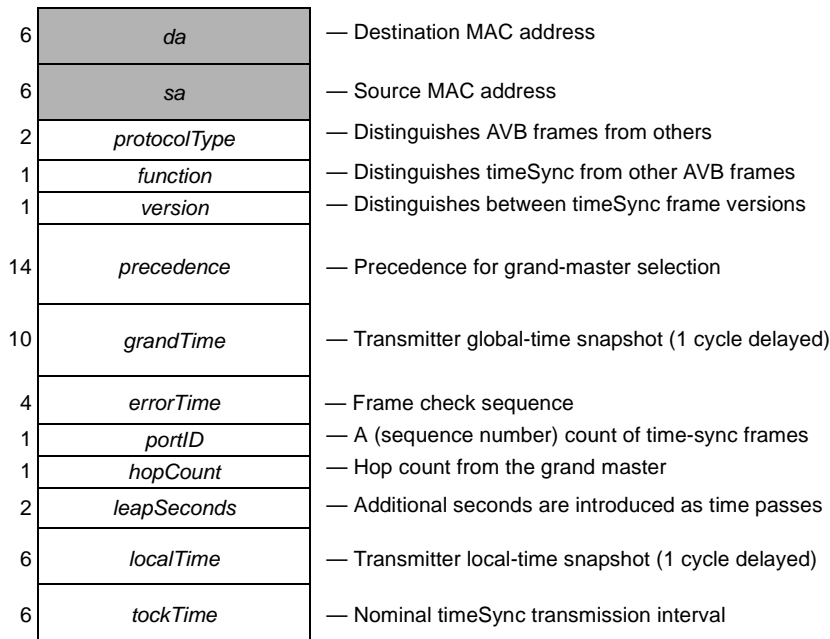 6 da — Destination MAC address
6 sa — Source MAC address
2 protocolType — Distinguishes AVB frames from others
1 function — Distinguishes timeSync from other AVB frames
1 version — Distinguishes between timeSync frame versions
14 precedence — Precedence for grand-master selection
10 grandTime — Transmitter global-time snapshot (1 cycle delayed)
4 errorTime — Frame check sequence
1 portID — A (sequence number) count of time-sync frames
1 hopCount — Hop count from the grand master
2 leapSeconds — Additional seconds are introduced as time passes
6 localTime — Transmitter local-time snapshot (1 cycle delayed)
6 tockTime — Nominal timeSync transmission interval